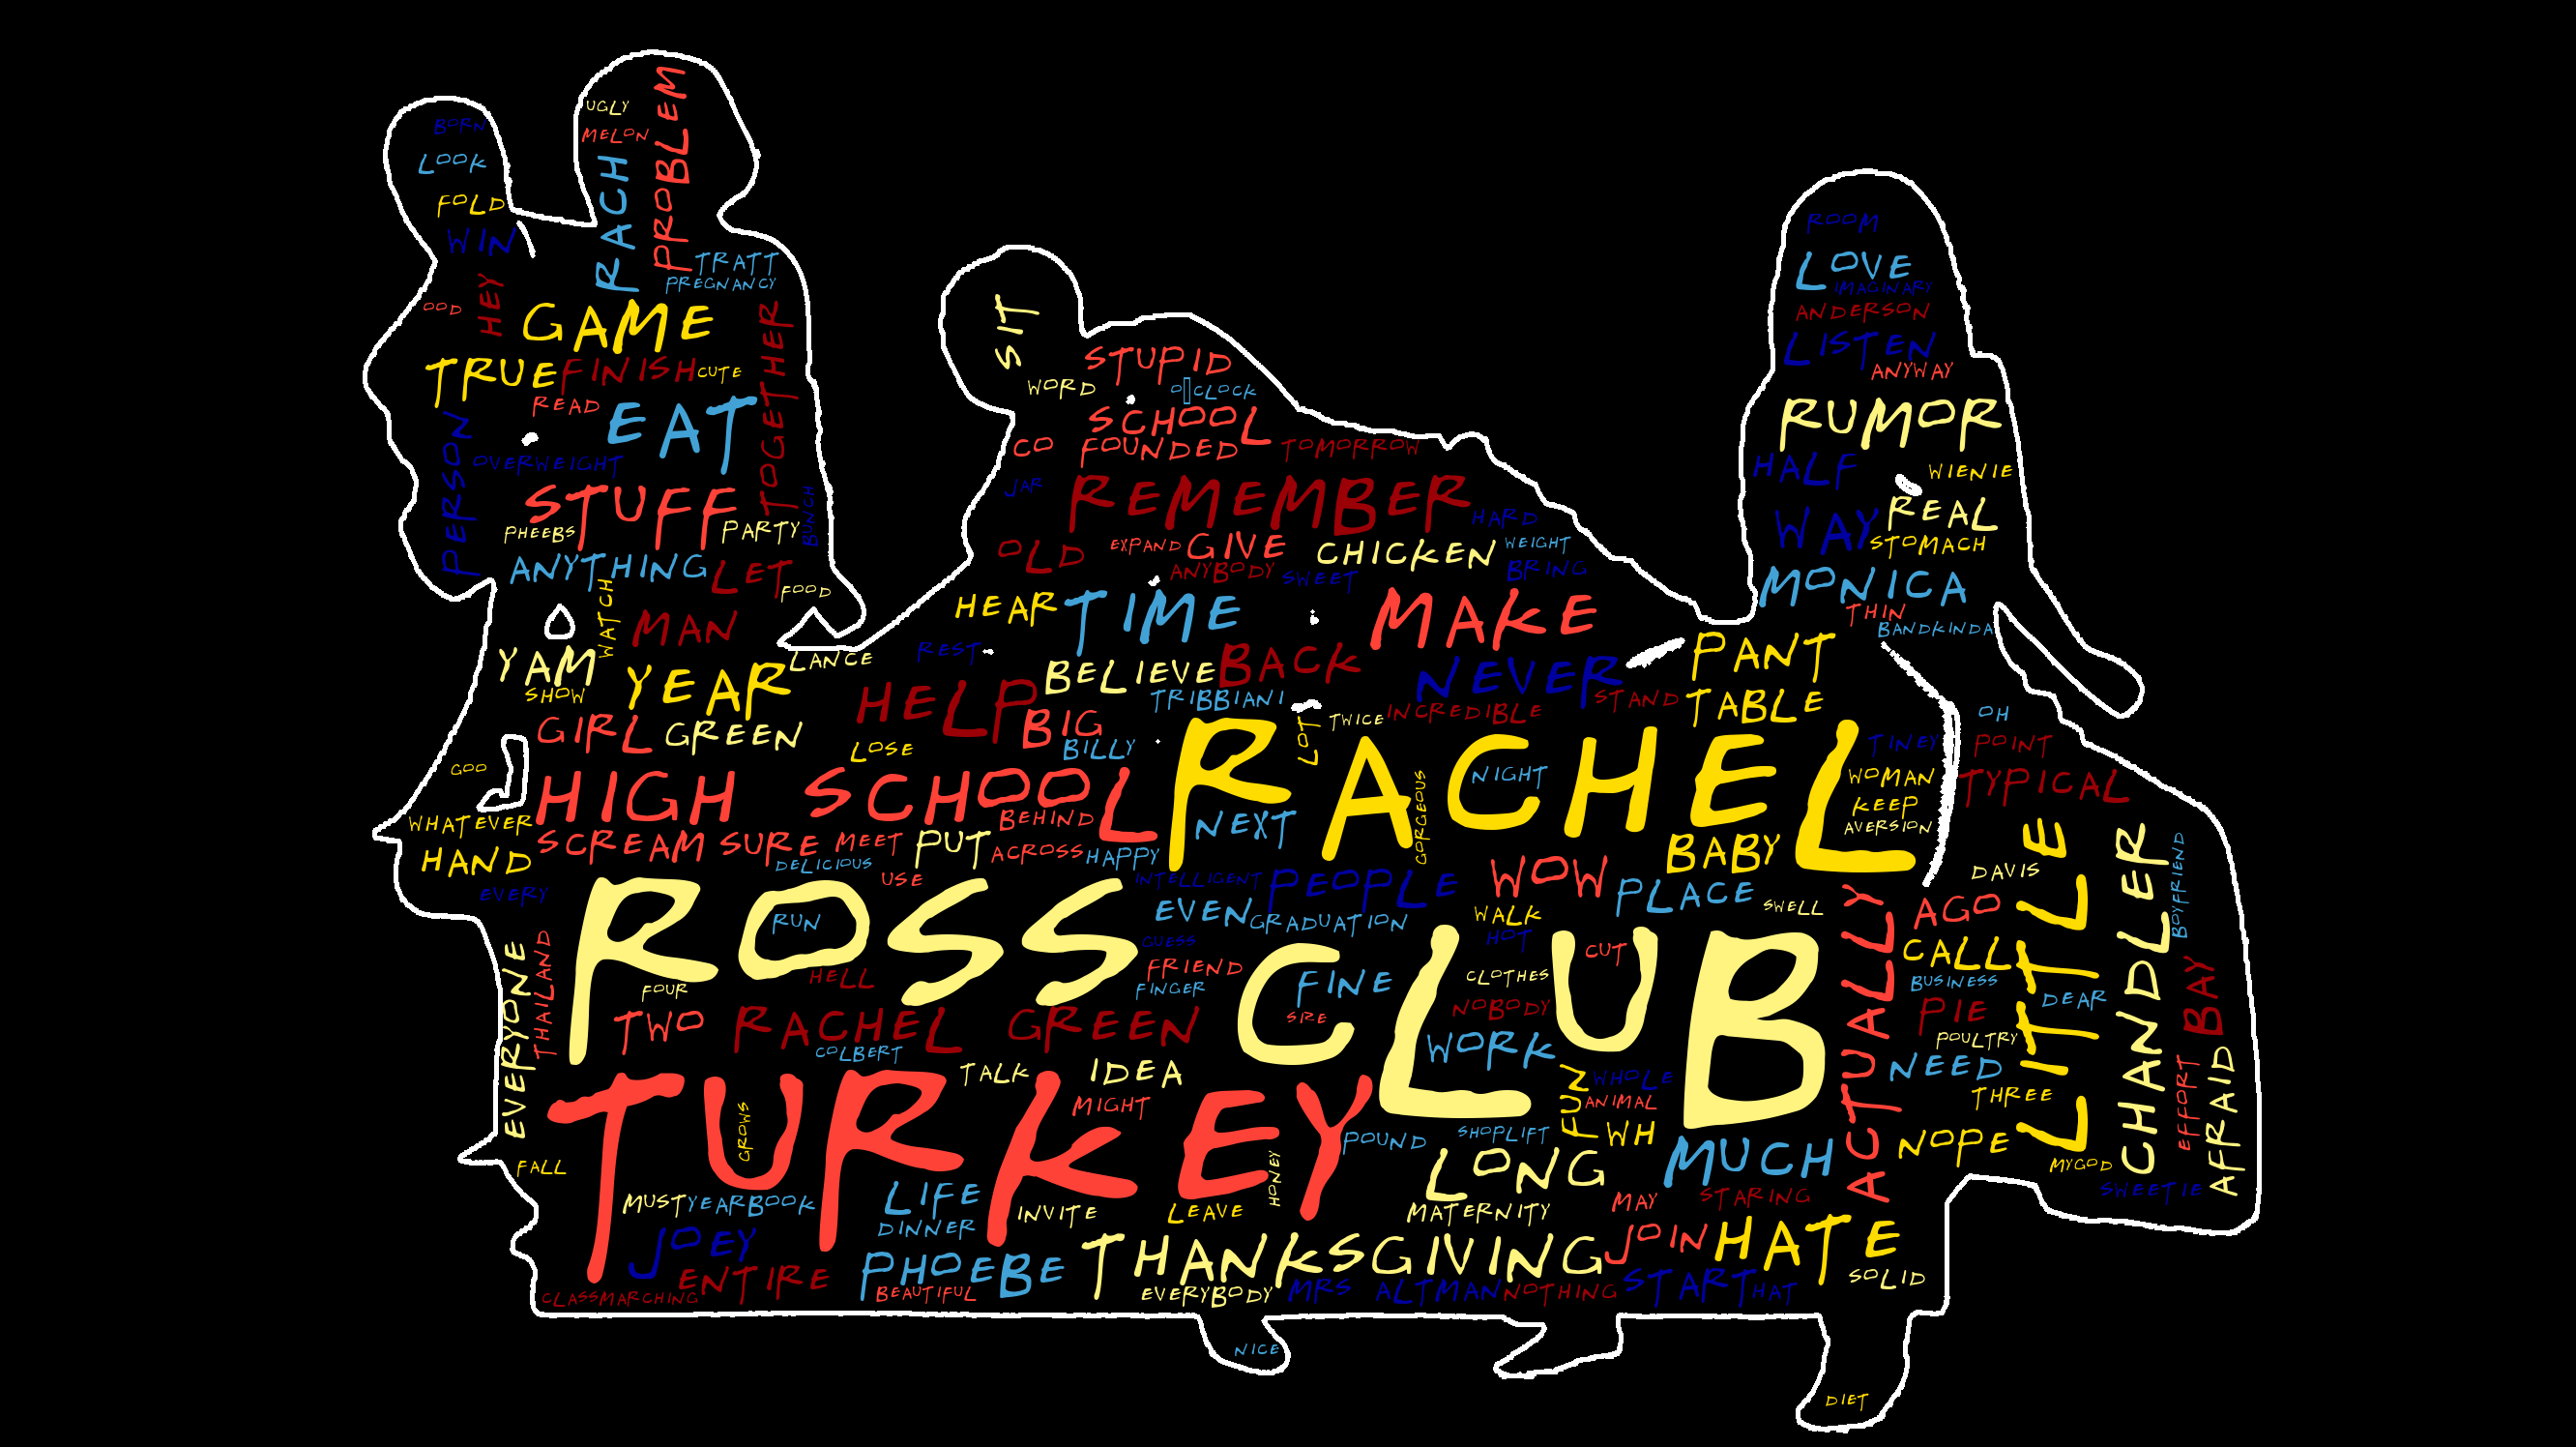 BORN
LOOK
FOLD
WIN
HEY
OOD
UGLY
MELON
RACH
PROBLEM
TRATT
PREGNANCY
GAME
TRUE
FINISH
CUTE
READ
EAT
TOGETHER
PERSON
OVERWEIGHT
STUFF
PHEEBS
PARTY
BUNCH
ANYTHING
LET
FOOD
WATCH
MAN
YAM
SHOW
YEAR
LANCE
GIRL
GREEN
GOO
SIT
WORD
STUPID
O▯CLOCK
SCHOOL
CO FOUNDED
TOMORROW
JAR
REMEMBER
HARD
OLD
EXPAND
GIVE
CHICKEN
WEIGHT
ANYBODY
SWEET
BRING
HEAR
TIME
MAKE
REST
BELIEVE
BACK
NEVER
HELP
TRIBBIANI
BIG
BILLY
LOSE
LOT
TWICE
INCREDIBLE
STAND
ROOM
LOVE
IMAGINARY
ANDERSON
LISTEN
ANYWAY
RUMOR
HALF
WIENIE
WAY
REAL
STOMACH
MONICA
THIN
BANDKINDA
PANT
TABLE
OH
TINEY
POINT
TYPICAL
HIGH SCHOOL
RACHEL
NIGHT
GORGEOUS
NEXT
BEHIND
WOMAN
KEEP
AVERSION
WHATEVER
HAND
EVERY
SCREAM
SURE
MEET
PUT
ACROSS
HAPPY
DELICIOUS
USE
INTELLIGENT
PEOPLE
WOW
BABY
PLACE
SWELL
EVEN
GRADUATION
WALK
HOT
ROSS
RUN
HELL
FOUR
GUESS
FRIEND
FINGER
CLUB
FINE
SIZE
CLOTHES
CUT
NOBODY
WORK
TWO
RACHEL GREEN
COLBERT
TALK
IDEA
MIGHT
EVERYONE
THAILAND
FALL
TURKEY
GROWS
HONEY
POUND
SHOPLIFT
FUN
WHOLE
ANIMAL
WH
LONG
MUCH
ACTUALLY
DAVIS
AGO
CALL
BUSINESS
PIE
POULTRY
NEED
THREE
NOPE
LITTLE
DEAR
MYGOD
CHANDLER
BOYFRIEND
BAY
EFFORT
AFRAID
SWEETIE
MUST
YEARBOOK
LIFE
DINNER
INVITE
LEAVE
MATERNITY
MAY
STARING
JOEY
ENTIRE
PHOEBE
BEAUTIFUL
THANKSGIVING
JOIN
HATE
SOLID
CLASSMARCHING
EVERYBODY
MRS ALTMAN
NOTHING
START
HAT
NICE
DIET